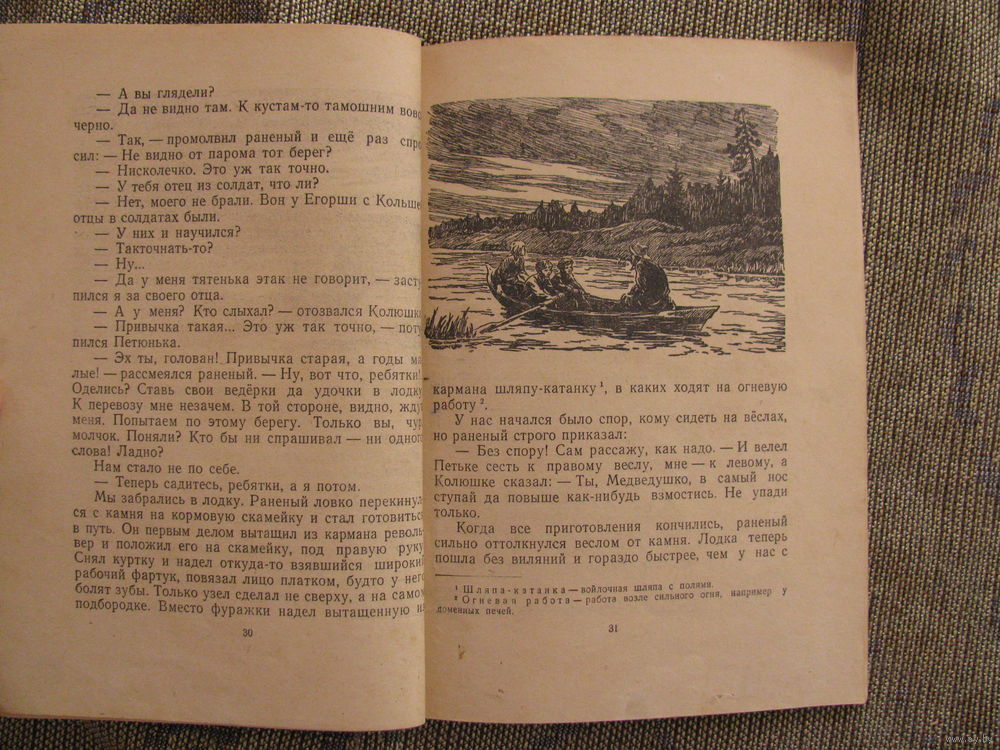 — А вы глядели?
— Да не видно там. К кустам-то тамошним вовс
черно.
— Так, — промолвил раненый и ещё раз спро
сил: — Не видно от парома тот берег?
— Нисколечко. Это уж так точно.
— У тебя отец из солдат, что ли?
— Нет, моего не брали. Вон у Егорши с Кольше
отцы в солдатах были.
— У них и научился?
— Такточнать-то?
— Ну...
— Да у меня тятенька этак не говорит, — засту
пился я за своего отца.
— А у меня? Кто слыхал? — отозвался Колюшка
— Привычка такая... Это уж так точно, — поту
пился Петюнька.
— Эх ты, голован! Привычка старая, а годы ма
лые! — рассмеялся раненый. — Ну, вот что, ребятки!
Оделись? Ставь свои ведёрки да удочки в лодку
К перевозу мне незачем. В той стороне, видно, жду
меня. Попытаем по этому берегу. Только вы, чур
молчок. Поняли? Кто бы ни спрашивал — ни одного
слова! Ладно?
Нам стало не по себе.
— Теперь садитесь, ребятки, а я потом.
Мы забрались в лодку. Раненый ловко перекинул-
ся с камня на кормовую скамейку и стал готовиться
в путь. Он первым делом вытащил из кармана револь-
вер и положил его на скамейку, под правую руку
Снял куртку и надел откуда-то взявшийся широкий
рабочий фартук, повязал лицо платком, будто у него
болят зубы. Только узел сделал не сверху, а на самом
подбородке. Вместо фуражки надел вытащенную из
30
кармана шляпу-катанку ¹, в каких ходят на огневую
работу ².
У нас начался было спор, кому сидеть на вёслах,
но раненый строго приказал:
— Без спору! Сам рассажу, как надо. — И велел
Петьке сесть к правому веслу, мне — к левому, а
Колюшке сказал: — Ты, Медведушко, в самый нос
ступай да повыше как-нибудь взмостись. Не упади
только.
Когда все приготовления кончились, раненый
сильно оттолкнулся веслом от камня. Лодка теперь
пошла без виляний и гораздо быстрее, чем у нас с
¹ Шляпа-катанка — войлочная шляпа с полями.
² Огневая работа — работа возле сильного огня, например у
доменных печей.
31